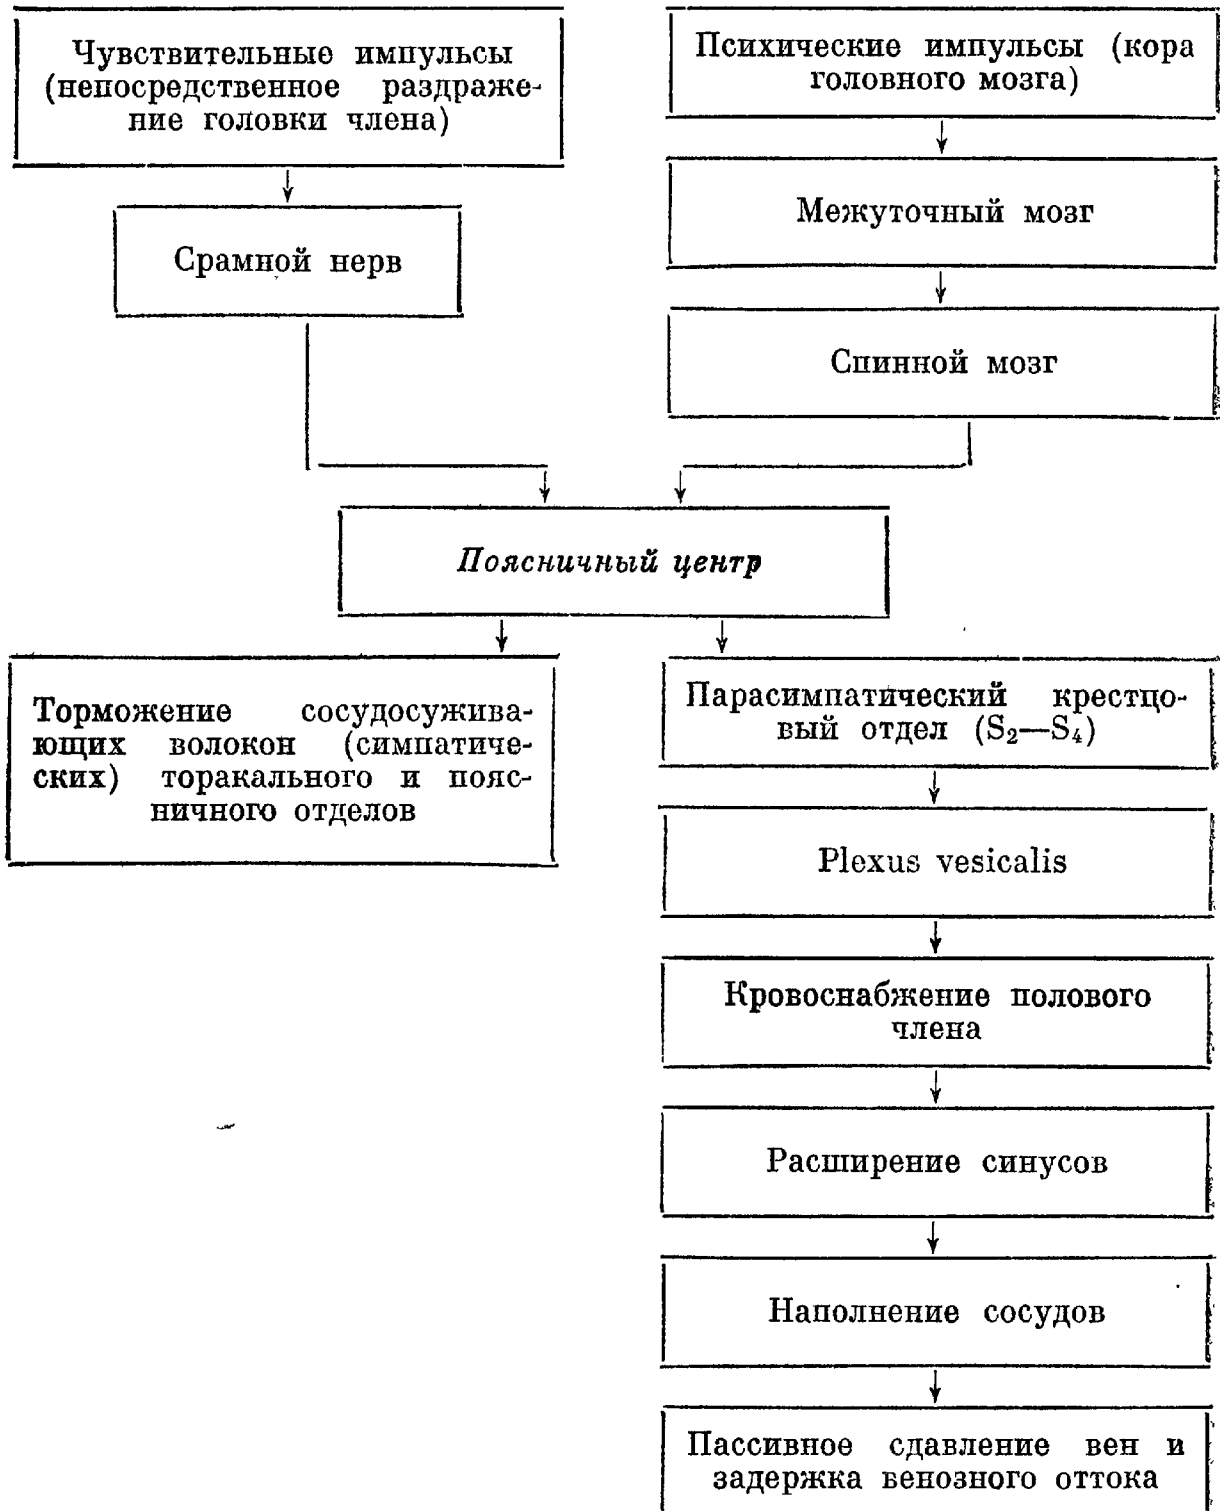 Чувствительные импульсы
(непосредственное раздраже-
ние головки члена)
Срамной нерв
Психические импульсы (кора
головного мозга)
Межуточный мозг
Спинной мозг
Поясничный центр
Торможение сосудосужива-
ющих волокон (симпатиче-
ских) торакального и пояс-
ничного отделов
Парасимпатический крестцо-
вый отдел (S₂—S₄)
Plexus vesicalis
Кровоснабжение полового
члена
Расширение синусов
Наполнение сосудов
Пассивное сдавление вен и
задержка венозного оттока